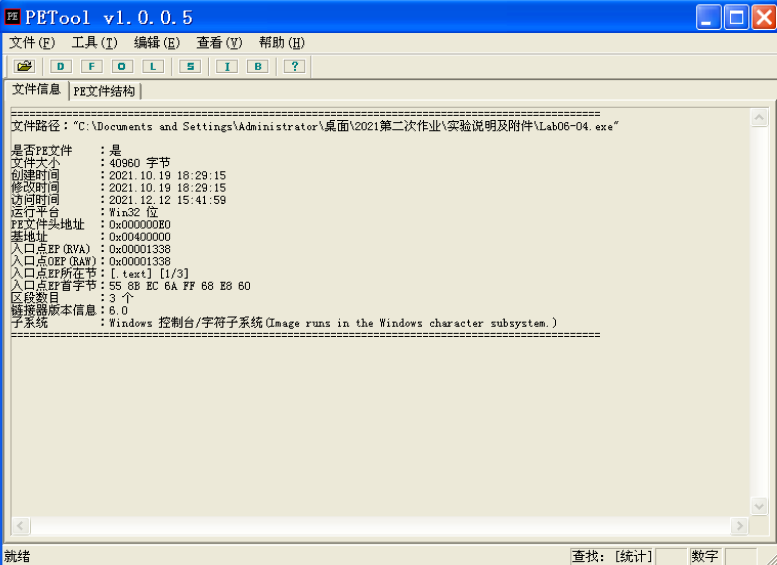 PE PETool v1.0.0.5
文件(F) 工具(T) 编辑(E) 查看(V) 帮助(H)
D F O L S I B ?
文件信息 PE文件结构
文件路径："C:\Documents and Settings\Administrator\桌面\2021第二次作业\实验说明及附件\Lab06-04.exe"
是否PE文件 ：是
文件大小 ：40960 字节
创建时间 ：2021.10.19 18:29:15
修改时间 ：2021.10.19 18:29:15
访问时间 ：2021.12.12 15:41:59
运行平台 ：Win32 位
PE文件头地址 ：0x000000E0
基地址 ：0x00400000
入口点EP(RVA) ：0x00001338
入口点OEP(RAW)：0x00001338
入口点EP所在节：[.text] [1/3]
入口点EP首字节：55 8B EC 6A FF 68 E8 60
区段数目 ：3 个
链接器版本信息：6.0
子系统 ：Windows 控制台/字符子系统(Image runs in the Windows character subsystem.)
就绪 查找: [统计] 数字